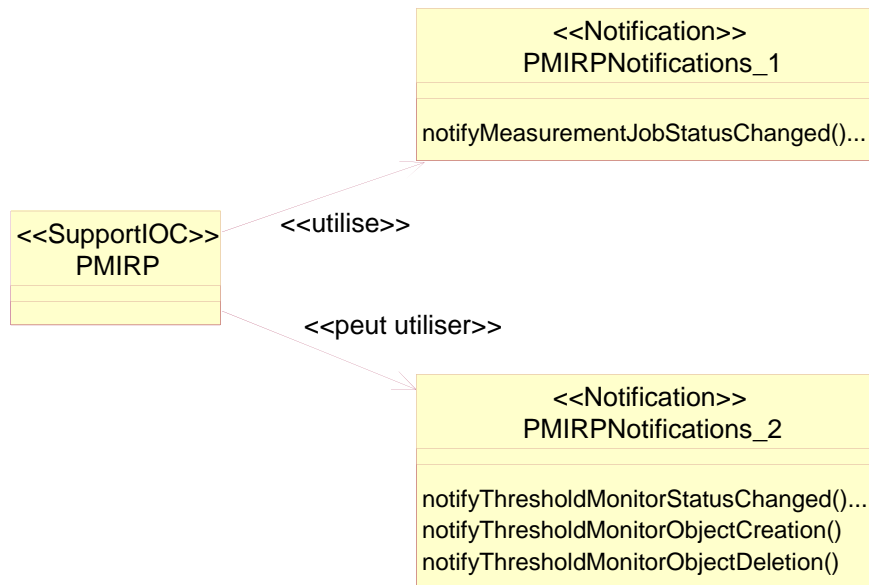 <<Notification>>
PMIRPNotifications_1
notifyMeasurementJobStatusChanged()...
<<SupportIOC>>
PMIRP
<<utilise>>
<<peut utiliser>>
<<Notification>>
PMIRPNotifications_2
notifyThresholdMonitorStatusChanged()...
notifyThresholdMonitorObjectCreation()
notifyThresholdMonitorObjectDeletion()